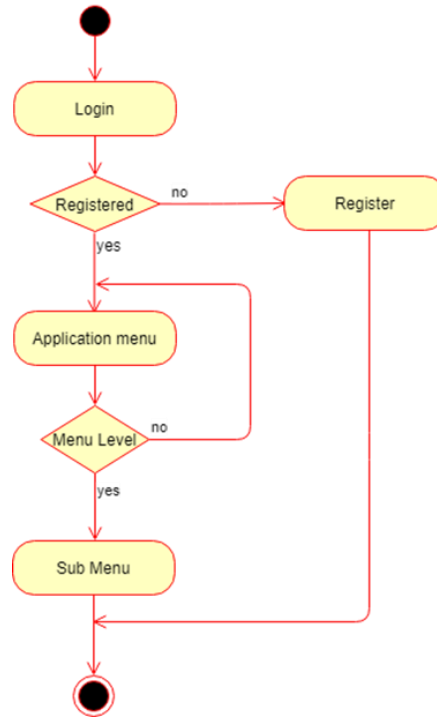 Login
Registered
no
Register
yes
Application menu
Menu Level
no
yes
Sub Menu